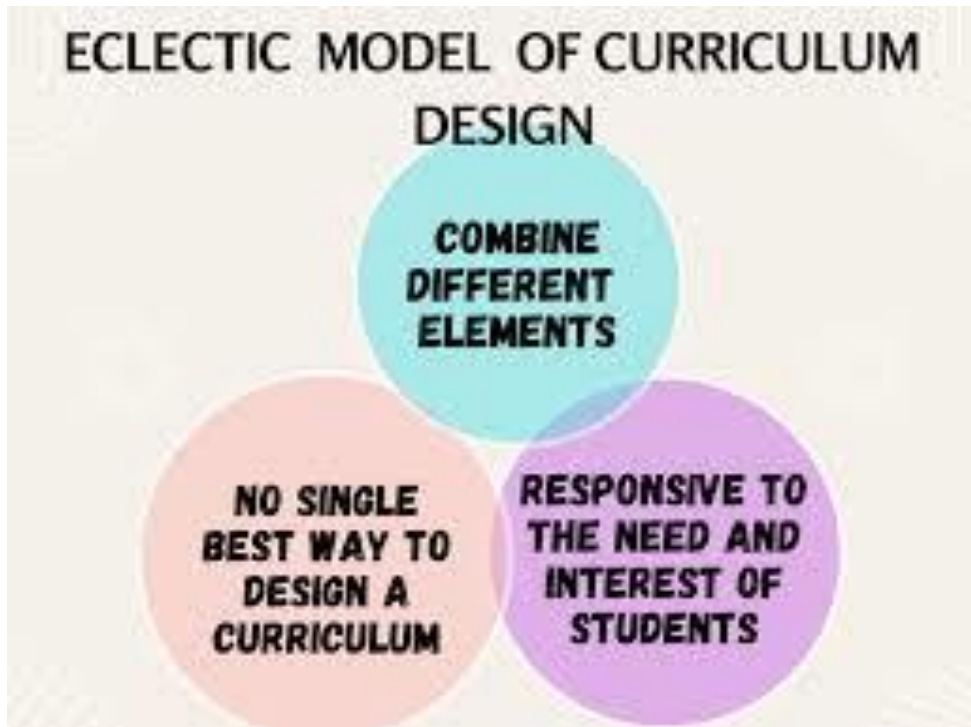 ECLECTIC MODEL OF CURRICULUM
DESIGN
COMBINE
DIFFERENT
ELEMENTS
NO SINGLE
BEST WAY TO
DESIGN A
CURRICULUM
RESPONSIVE TO
THE NEED AND
INTEREST OF
STUDENTS